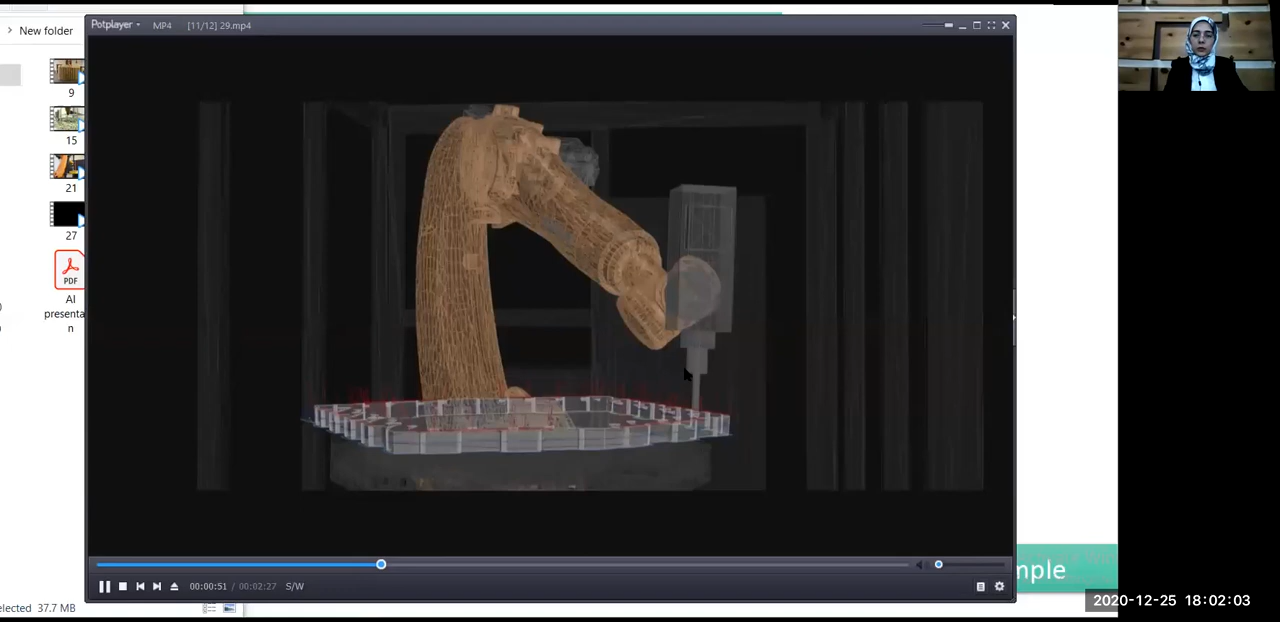 New folder
Potplayer
MP4
[11/12] 29.mp4
9
15
21
27
PDF
AI
presenta
n
00:00:51 / 00:02:27
S/W
mple
elected 37.7 MB
2020-12-25 18:02:03